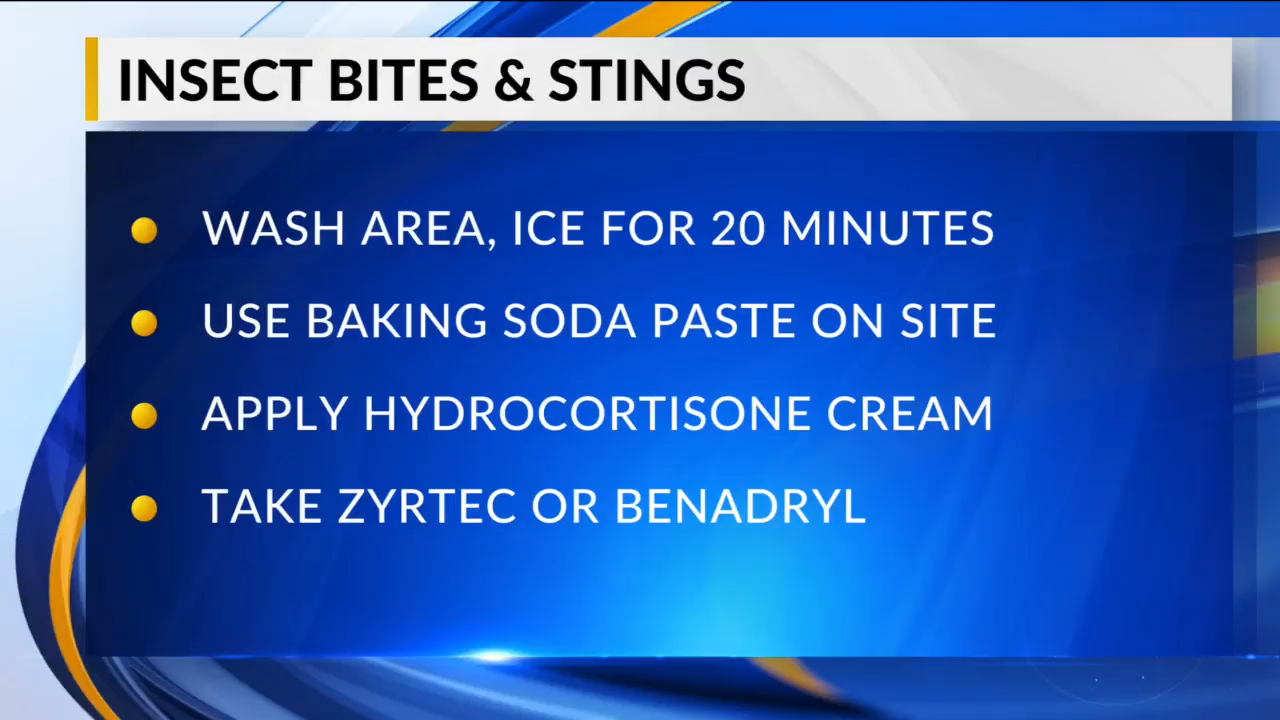 INSECT BITES & STINGS
WASH AREA, ICE FOR 20 MINUTES
USE BAKING SODA PASTE ON SITE
APPLY HYDROCORTISONE CREAM
TAKE ZYRTEC OR BENADRYL